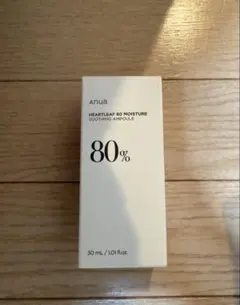 ANUA
HEARTLEAF 80 MOISTURE
SOOTHING AMPOULE
80%
30 mL / 1.01 fl.oz.